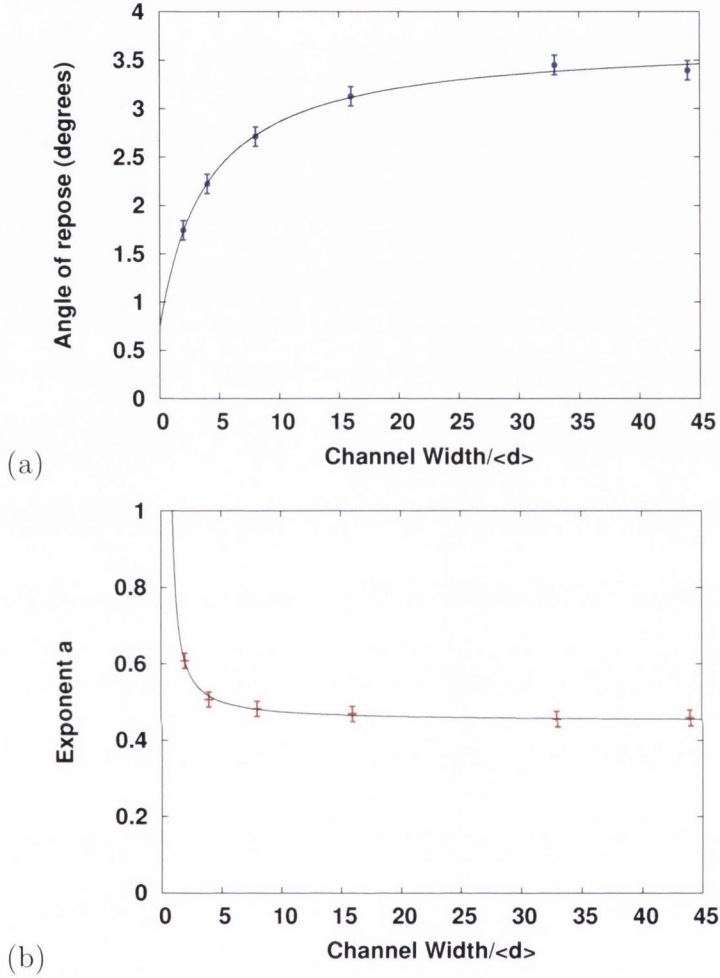 4
3.5
3
2.5
2
1.5
1
0.5
0
Angle of repose (degrees)
0 5 10 15 20 25 30 35 40 45
Channel Width/<d>
(a)
1
0.8
0.6
0.4
0.2
0
Exponent a
0 5 10 15 20 25 30 35 40 45
Channel Width/<d>
(b)